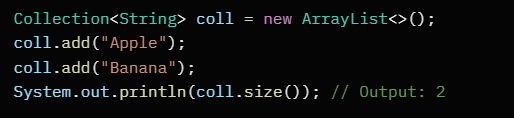 Collection<String> coll = new ArrayList<>();
coll.add("Apple");
coll.add("Banana");
System.out.println(coll.size()); // Output: 2